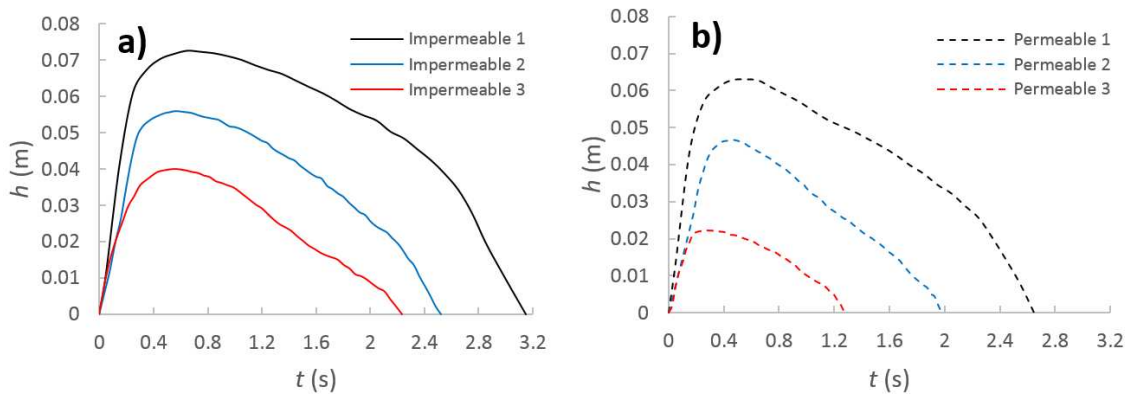 a)
Impermeable 1
Impermeable 2
Impermeable 3
h (m)
0.08
0.07
0.06
0.05
0.04
0.03
0.02
0.01
0
0 0.4 0.8 1.2 1.6 2 2.4 2.8 3.2
t (s)
b)
Permeable 1
Permeable 2
Permeable 3
h (m)
0.08
0.07
0.06
0.05
0.04
0.03
0.02
0.01
0
0 0.4 0.8 1.2 1.6 2 2.4 2.8 3.2
t (s)